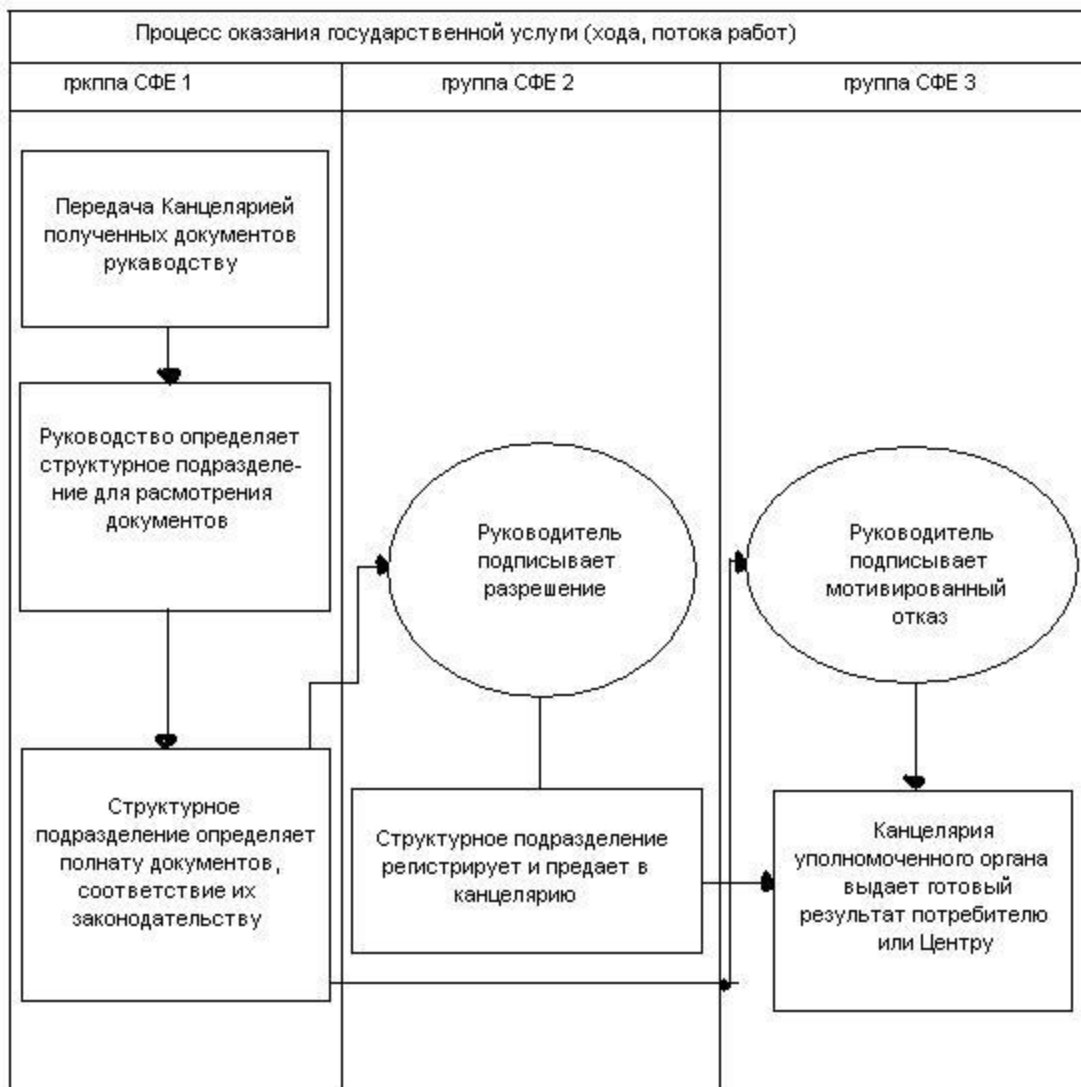 Процесс оказания государственной услуги (хода, потока работ)
гркппа СФЕ 1
группа СФЕ 2
группа СФЕ 3
Передача Канцелярией
полученных документов
рукаводству
Руководство определяет
структурное подразделе-
ние для расмотрения
документов
Структурное
подразделение определяет
полнату документов,
соответствие их
законодательству
Руководитель
подписывает
разрешение
Структурное подразделение
регистрирует и предает в
канцелярию
Руководитель
подписывает
мотивированный
отказ
Канцелярия
уполномоченного органа
выдает готовый
результат потребителю
или Центру